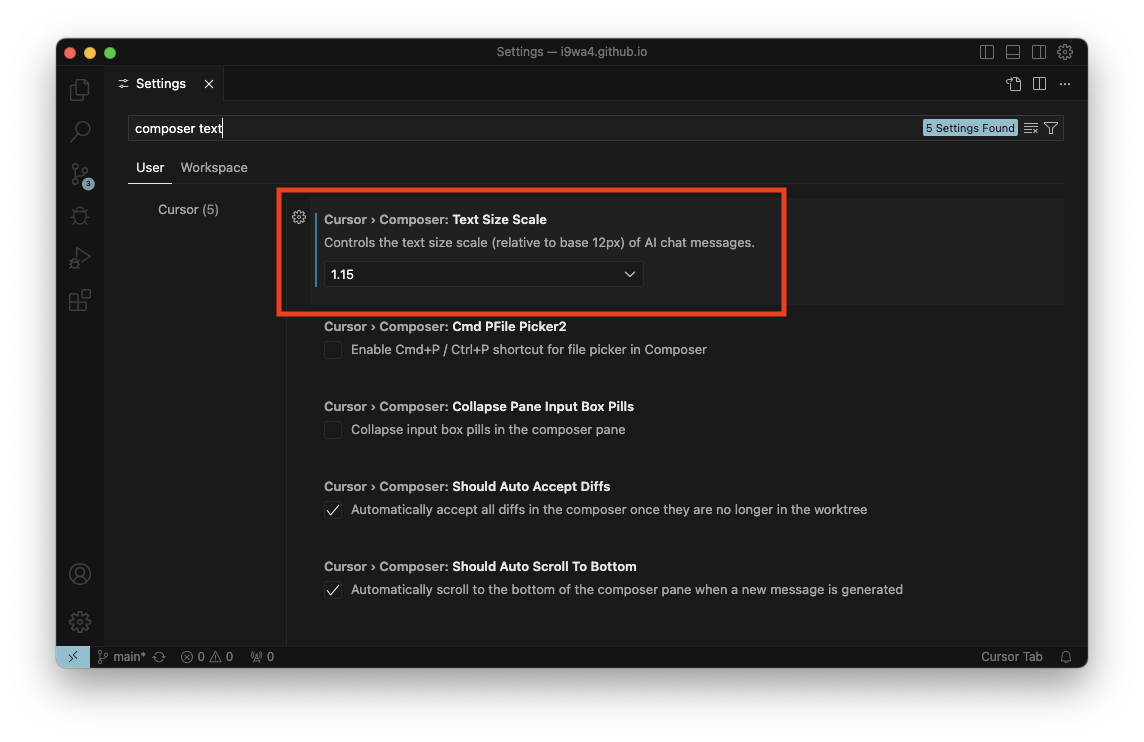 Settings — i9wa4.github.io
Settings
composer text
5 Settings Found
User Workspace
Cursor (5)
Cursor › Composer: Text Size Scale
Controls the text size scale (relative to base 12px) of AI chat messages.
1.15
Cursor › Composer: Cmd PFile Picker2
Enable Cmd+P / Ctrl+P shortcut for file picker in Composer
Cursor › Composer: Collapse Pane Input Box Pills
Collapse input box pills in the composer pane
Cursor › Composer: Should Auto Accept Diffs
Automatically accept all diffs in the composer once they are no longer in the worktree
Cursor › Composer: Should Auto Scroll To Bottom
Automatically scroll to the bottom of the composer pane when a new message is generated
3
main* 0 0 0 Cursor Tab